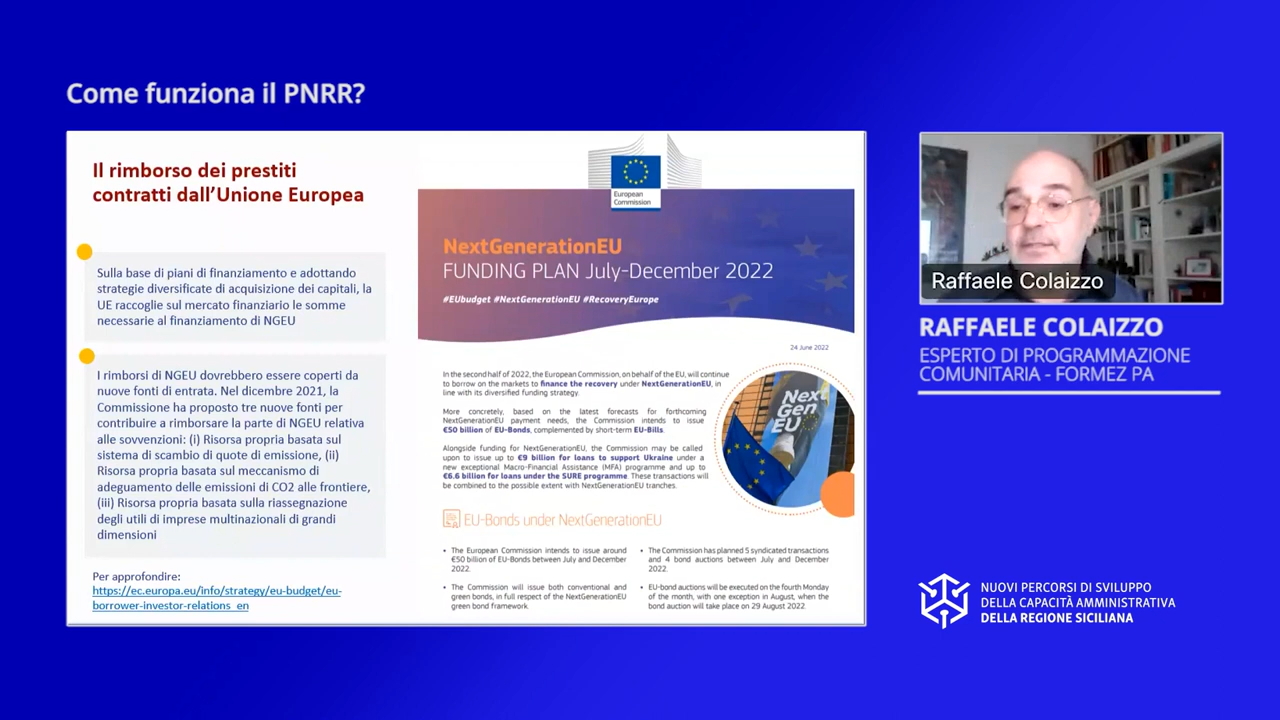 Come funziona il PNRR?
Il rimborso dei prestiti
contratti dall'Unione Europea
Sulla base di piani di finanziamento e adottando
strategie diversificate di acquisizione dei capitali, la
UE raccoglie sul mercato finanziario le somme
necessarie al finanziamento di NGEU
I rimborsi di NGEU dovrebbero essere coperti da
nuove fonti di entrata. Nel dicembre 2021, la
Commissione ha proposto tre nuove fonti per
contribuire a rimborsare la parte di NGEU relativa
alle sovvenzioni: (i) Risorsa propria basata sul
sistema di scambio di quote di emissione, (ii)
Risorsa propria basata sul meccanismo di
adeguamento delle emissioni di CO2 alle frontiere,
(iii) Risorsa propria basata sulla riassegnazione
degli utili di imprese multinazionali di grandi
dimensioni
Per approfondire:
https://ec.europa.eu/info/strategy/eu-budget/eu-
borrower-investor-relations_en
European
Commission
NextGenerationEU
FUNDING PLAN July-December 2022
#EUbudget #NextGenerationEU #RecoveryEurope
24 June 2022
In the second half of 2022, the European Commission, on behalf of the EU, will continue
to borrow on the markets to finance the recovery under NextGenerationEU, in
line with its diversified funding strategy.
More concretely, based on the latest forecasts for forthcoming
NextGenerationEU payment needs, the Commission intends to issue
€50 billion of EU-Bonds, complemented by short-term EU-Bills.
Alongside funding for NextGenerationEU, the Commission may be called
upon to issue up to €9 billion for loans to support Ukraine under a
new exceptional Macro-Financial Assistance (MFA) programme and up to
€6.6 billion for loans under the SURE programme. These transactions will
be combined to the possible extent with NextGenerationEU tranches.
Next
Gen
EU
EU-Bonds under NextGenerationEU
• The European Commission intends to issue around
€50 billion of EU-Bonds between July and December
2022.
• The Commission will issue both conventional and
green bonds, in full respect of the NextGenerationEU
green bond framework.
• The Commission has planned 5 syndicated transactions
and 4 bond auctions between July and December
2022.
• EU-bond auctions will be executed on the fourth Monday
of the month, with one exception in August, when the
bond auction will take place on 29 August 2022.
Raffaele Colaizzo
RAFFAELE COLAIZZO
ESPERTO DI PROGRAMMAZIONE
COMUNITARIA - FORMEZ PA
NUOVI PERCORSI DI SVILUPPO
DELLA CAPACITÀ AMMINISTRATIVA
DELLA REGIONE SICILIANA